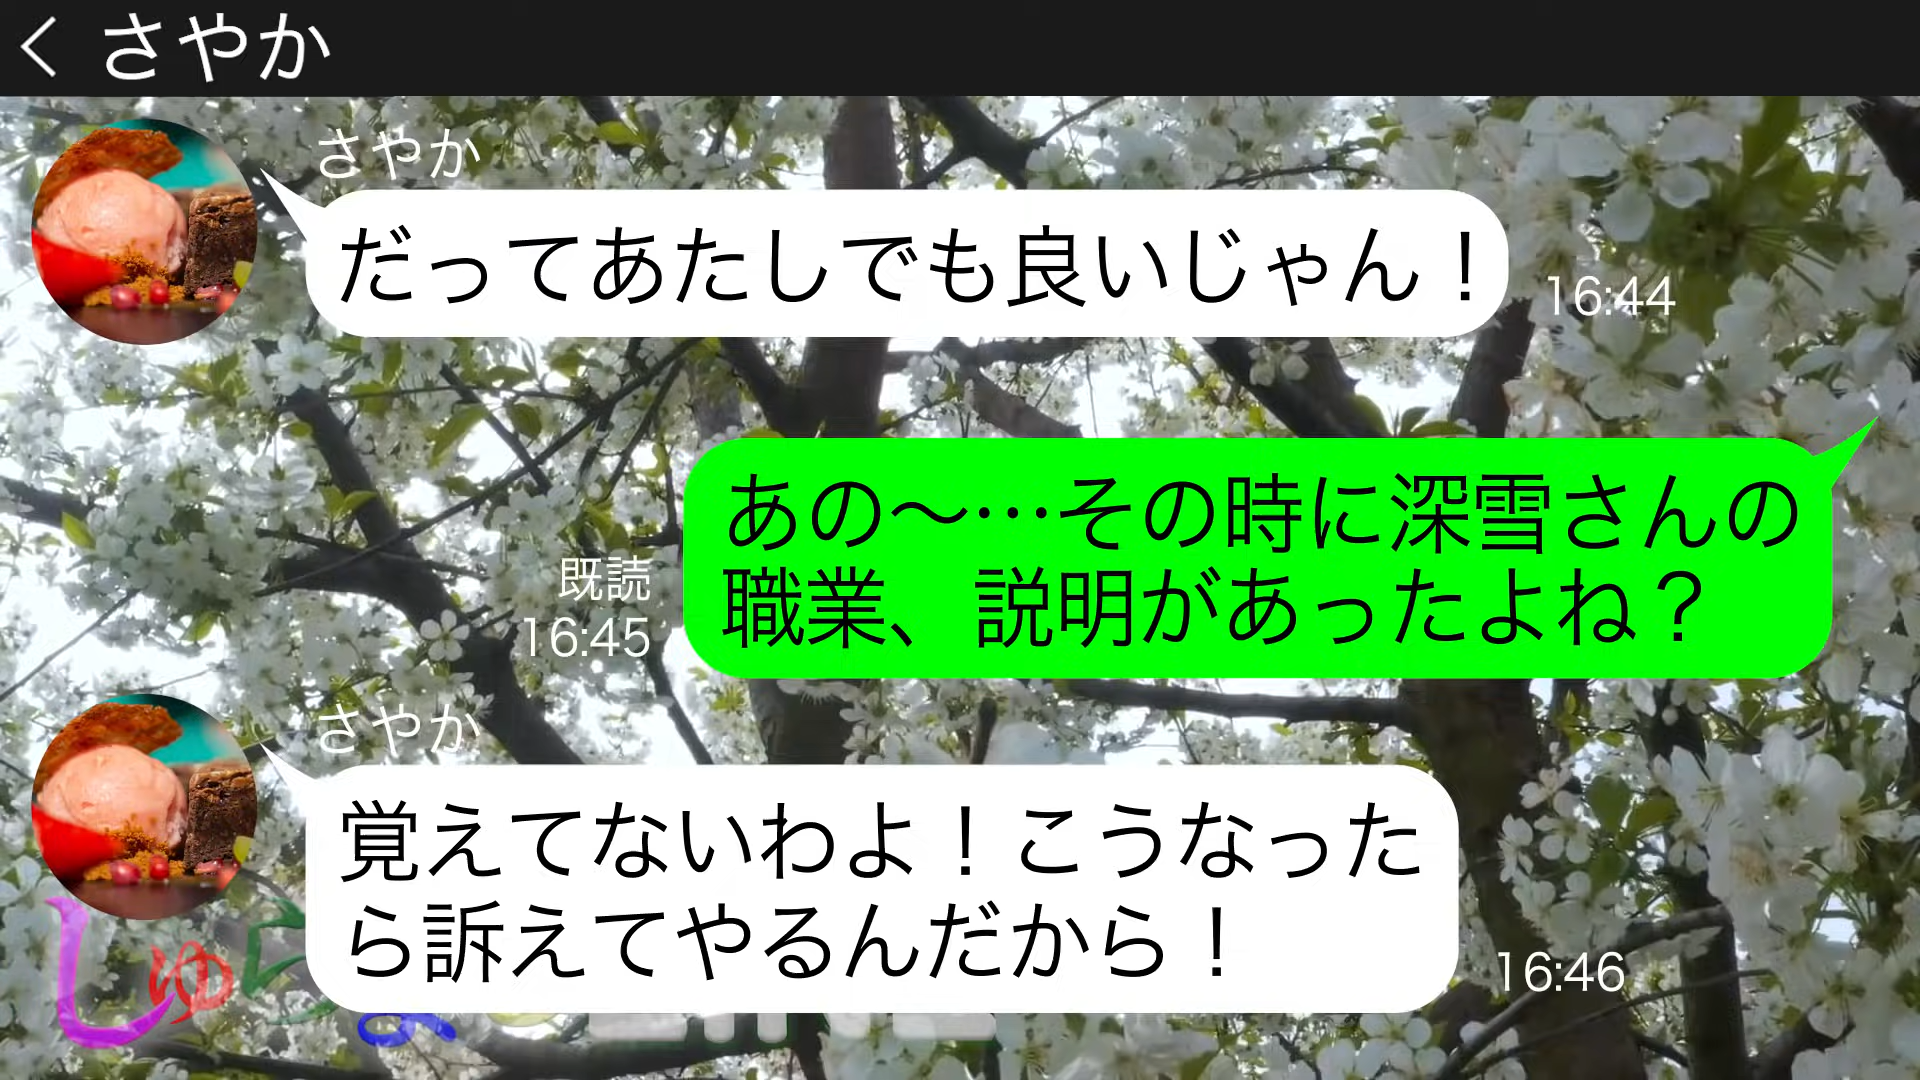 さやか
さやか
だってあたしでも良いじゃん！
16:44
あの〜…その時に深雪さんの
職業、説明があったよね？
既読
16:45
さやか
覚えてないわよ！こうなった
ら訴えてやるんだから！
16:46
しゅら